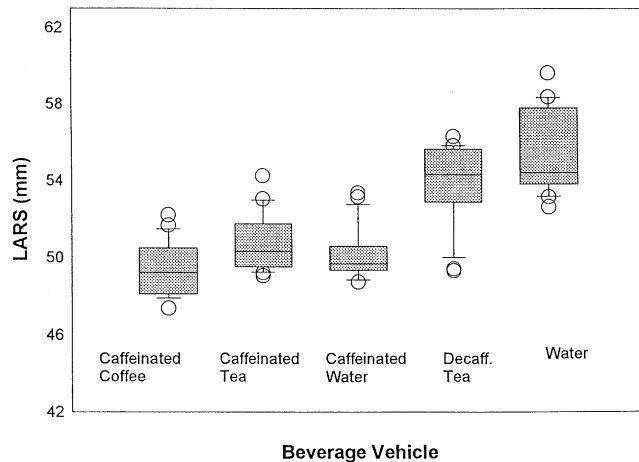 62
58
54
50
46
42
LARS (mm)
Caffeinated
Coffee
Caffeinated
Tea
Caffeinated
Water
Decaff.
Tea
Water
Beverage Vehicle